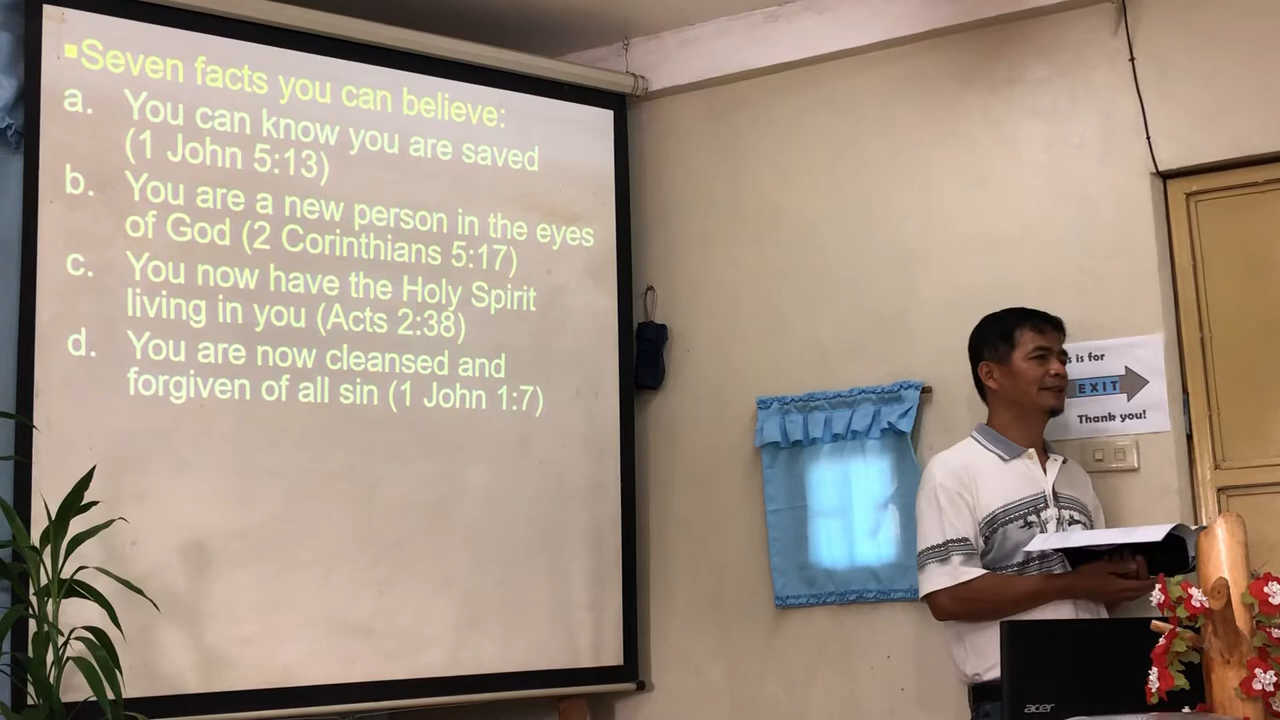 ▪Seven facts you can believe:
a. You can know you are saved
(1 John 5:13)
b. You are a new person in the eyes
of God (2 Corinthians 5:17)
c. You now have the Holy Spirit
living in you (Acts 2:38)
d. You are now cleansed and
forgiven of all sin (1 John 1:7)
is for
EXIT
Thank you!
acer